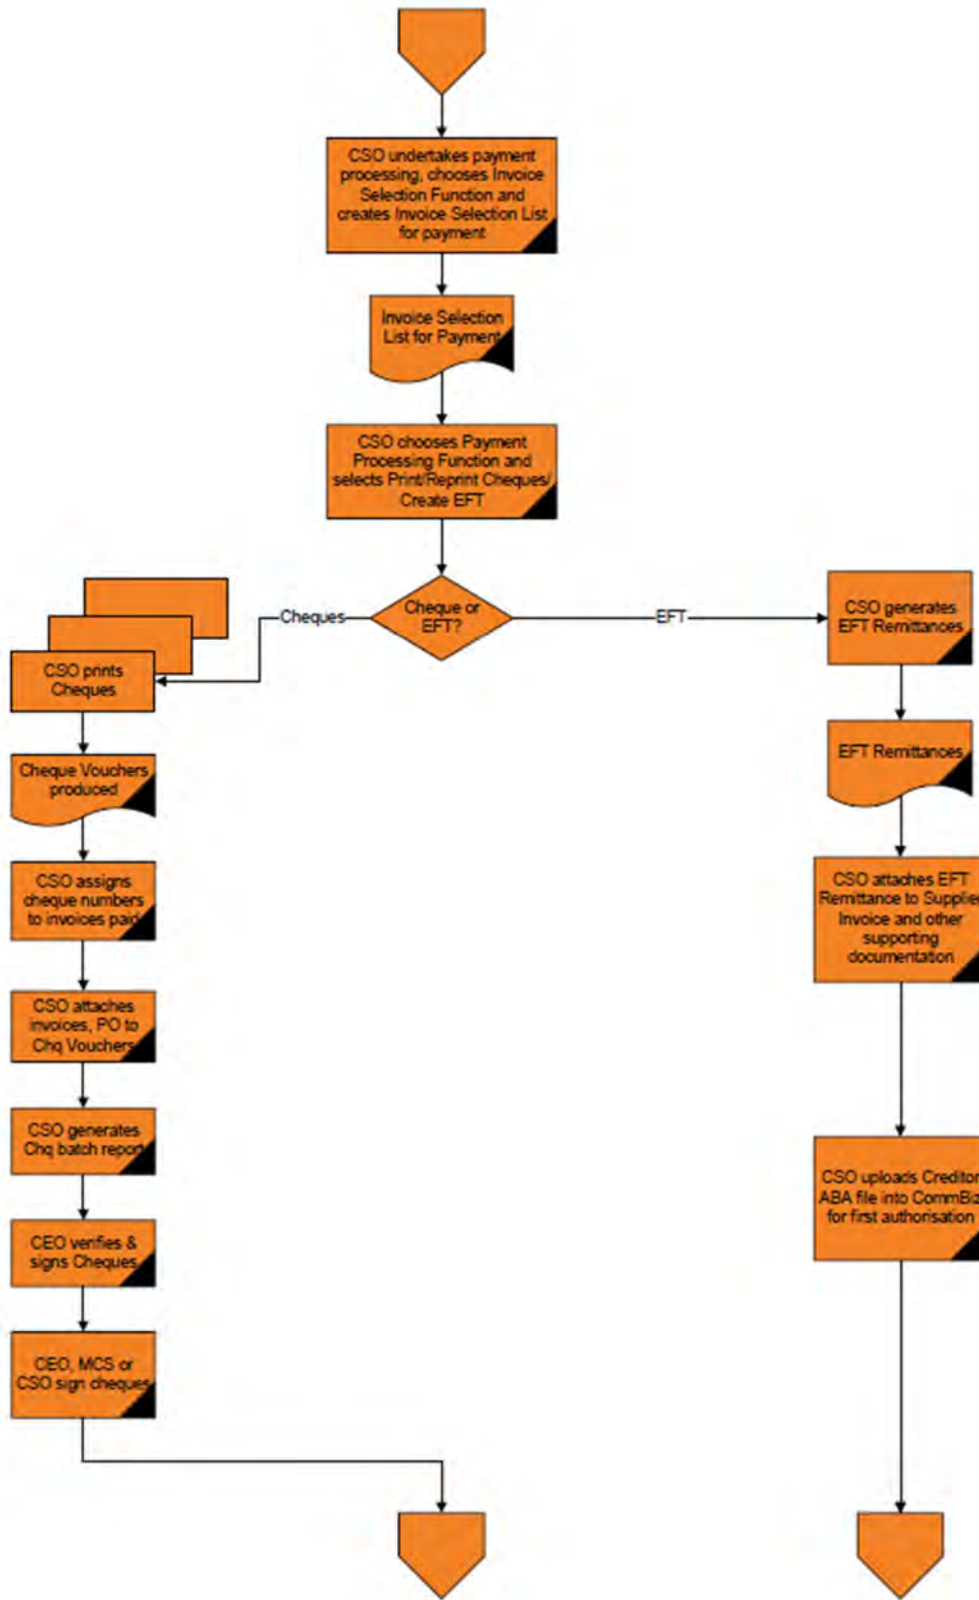 CSO undertakes payment
processing, chooses Invoice
Selection Function and
creates Invoice Selection List
for payment
Invoice Selection
List for Payment
CSO chooses Payment
Processing Function and
selects Print/Reprint Cheques/
Create EFT
Cheque or
EFT?
Cheques
EFT
CSO prints
Cheques
Cheque Vouchers
produced
CSO assigns
cheque numbers
to invoices paid
CSO attaches
invoices, PO to
Chq Vouchers
CSO generates
Chq batch report
CEO verifies &
signs Cheques
CEO, MCS or
CSO sign cheques
CSO generates
EFT Remittances
EFT Remittances
CSO attaches EFT
Remittance to Supplier
Invoice and other
supporting
documentation
CSO uploads Creditor
ABA file into CommBiz
for first authorisation